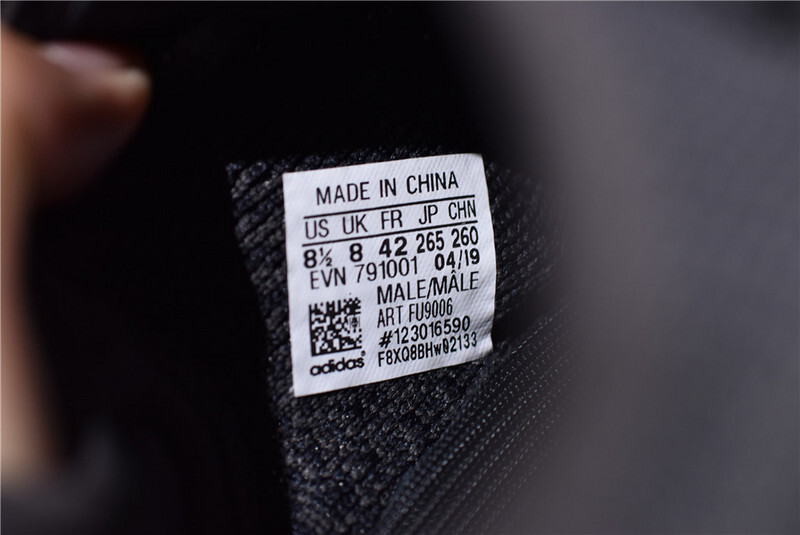 MADE IN CHINA
US UK FR JP CHN
8½ 8 42 265 260
EVN 791001 04/19
MALE/MÂLE
ART FU9006
#123016590
F8XQ8BHw02133
adidas®